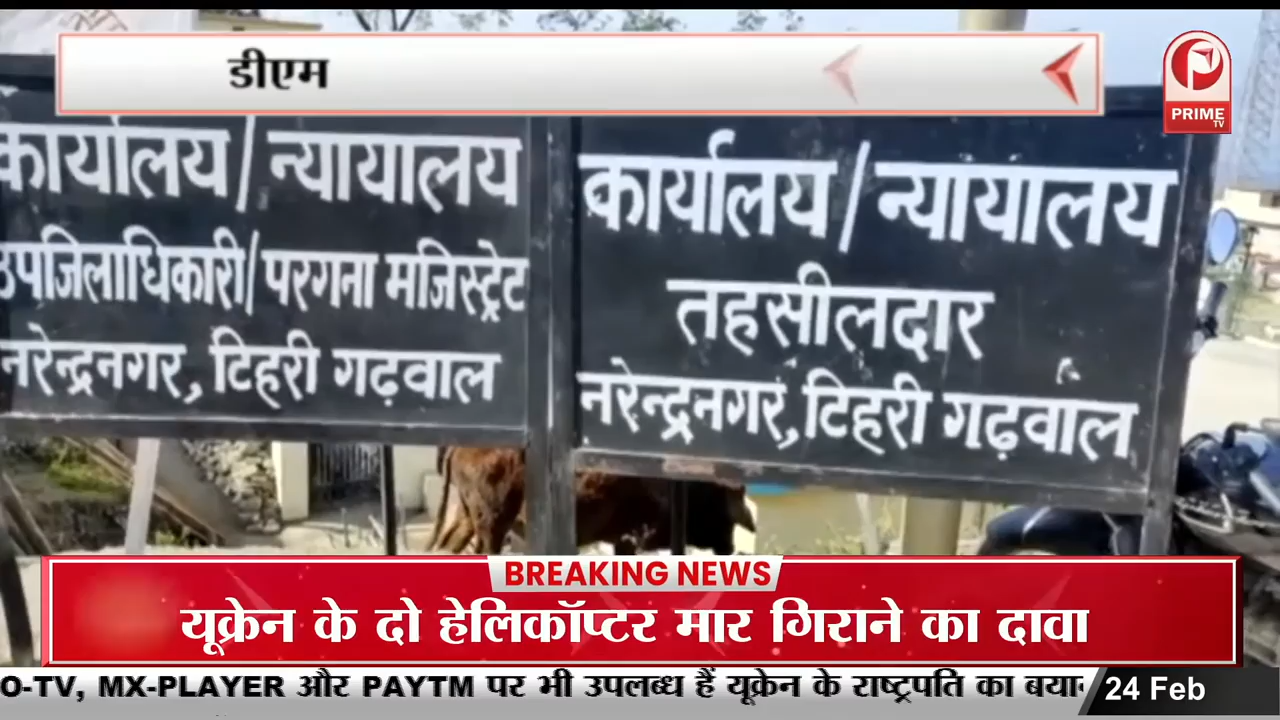 डीएम
PRIME
TV
कार्यालय/न्यायालय
उपजिलाधिकारी/परगना मजिस्ट्रेट
नरेन्द्रनगर, टिहरी गढ़वाल
कार्यालय/न्यायालय
तहसीलदार
नरेन्द्रनगर, टिहरी गढ़वाल
BREAKING NEWS
यूक्रेन के दो हेलिकॉप्टर मार गिराने का दावा
O-TV, MX-PLAYER और PAYTM पर भी उपलब्ध हैं यूक्रेन के राष्ट्रपति का
24 Feb